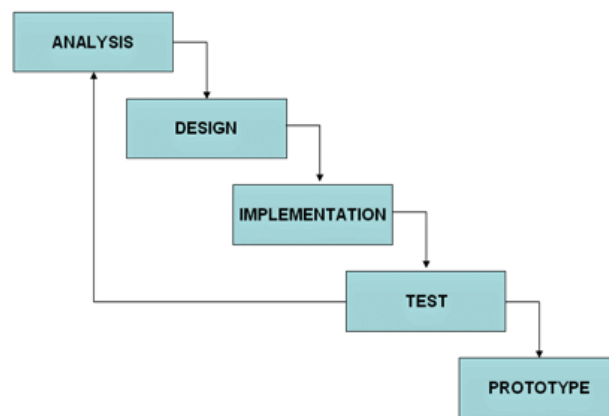 ANALYSIS
DESIGN
IMPLEMENTATION
TEST
PROTOTYPE